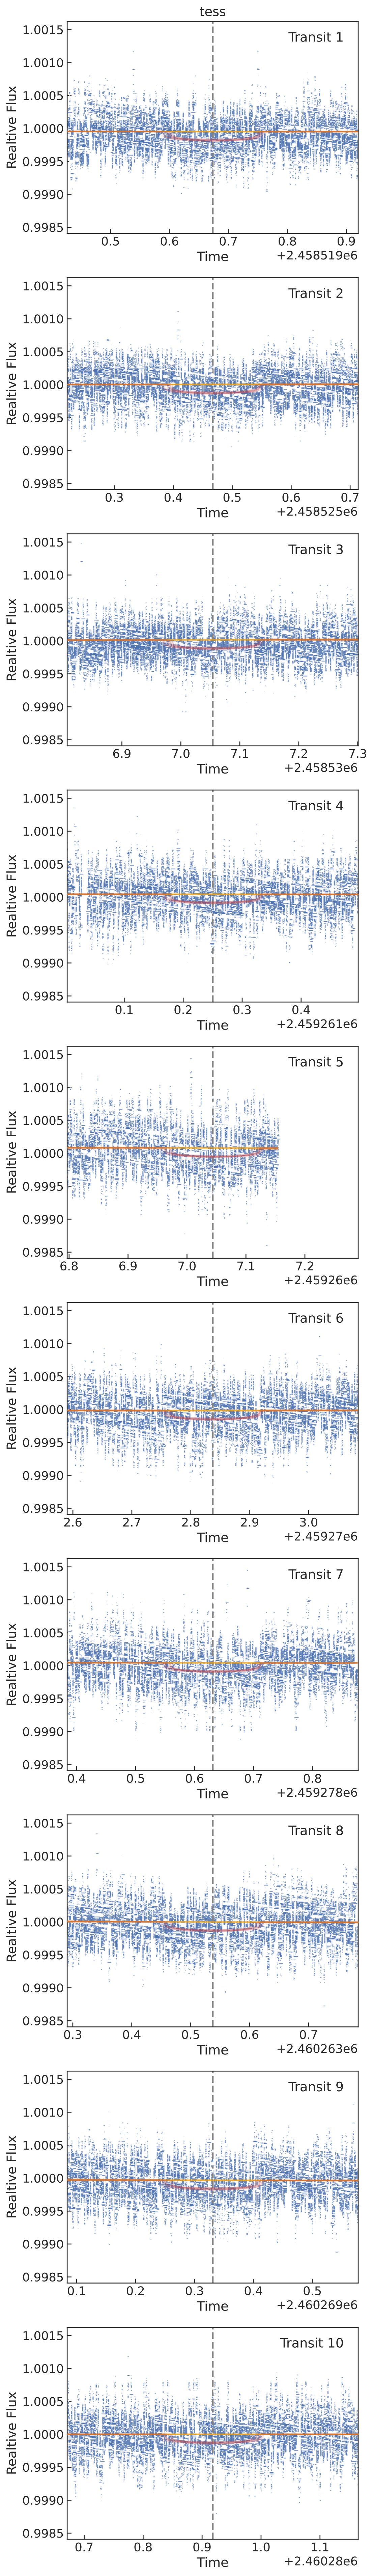 tess
Transit 1
1.0015
1.0010
1.0005
1.0000
0.9995
0.9990
0.9985
Realtive Flux
0.5 0.6 0.7 0.8 0.9
Time
+2.458519e6
Transit 2
1.0015
1.0010
1.0005
1.0000
0.9995
0.9990
0.9985
Realtive Flux
0.3 0.4 0.5 0.6 0.7
Time
+2.458525e6
Transit 3
1.0015
1.0010
1.0005
1.0000
0.9995
0.9990
0.9985
Realtive Flux
6.9 7.0 7.1 7.2 7.3
Time
+2.45853e6
Transit 4
1.0015
1.0010
1.0005
1.0000
0.9995
0.9990
0.9985
Realtive Flux
0.1 0.2 0.3 0.4
Time
+2.459261e6
Transit 5
1.0015
1.0010
1.0005
1.0000
0.9995
0.9990
0.9985
Realtive Flux
6.8 6.9 7.0 7.1 7.2
Time
+2.45926e6
Transit 6
1.0015
1.0010
1.0005
1.0000
0.9995
0.9990
0.9985
Realtive Flux
2.6 2.7 2.8 2.9 3.0
Time
+2.45927e6
Transit 7
1.0015
1.0010
1.0005
1.0000
0.9995
0.9990
0.9985
Realtive Flux
0.4 0.5 0.6 0.7 0.8
Time
+2.459278e6
Transit 8
1.0015
1.0010
1.0005
1.0000
0.9995
0.9990
0.9985
Realtive Flux
0.3 0.4 0.5 0.6 0.7
Time
+2.460263e6
Transit 9
1.0015
1.0010
1.0005
1.0000
0.9995
0.9990
0.9985
Realtive Flux
0.1 0.2 0.3 0.4 0.5
Time
+2.460269e6
Transit 10
1.0015
1.0010
1.0005
1.0000
0.9995
0.9990
0.9985
Realtive Flux
0.7 0.8 0.9 1.0 1.1
Time
+2.46028e6